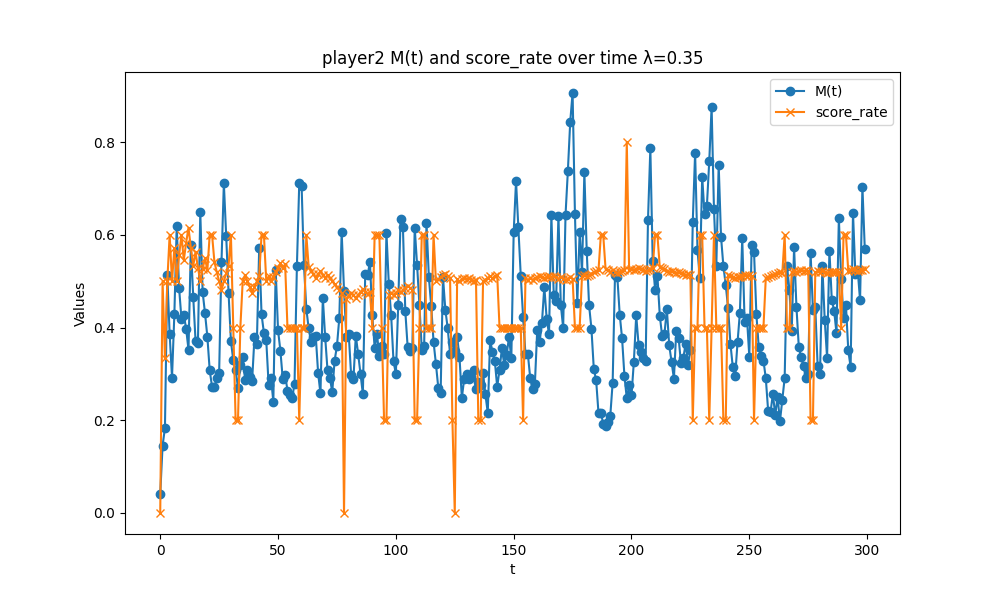 player2 M(t) and score_rate over time λ=0.35
M(t)
score_rate
Values
0.8
0.6
0.4
0.2
0.0
0
50
100
150
200
250
300
t